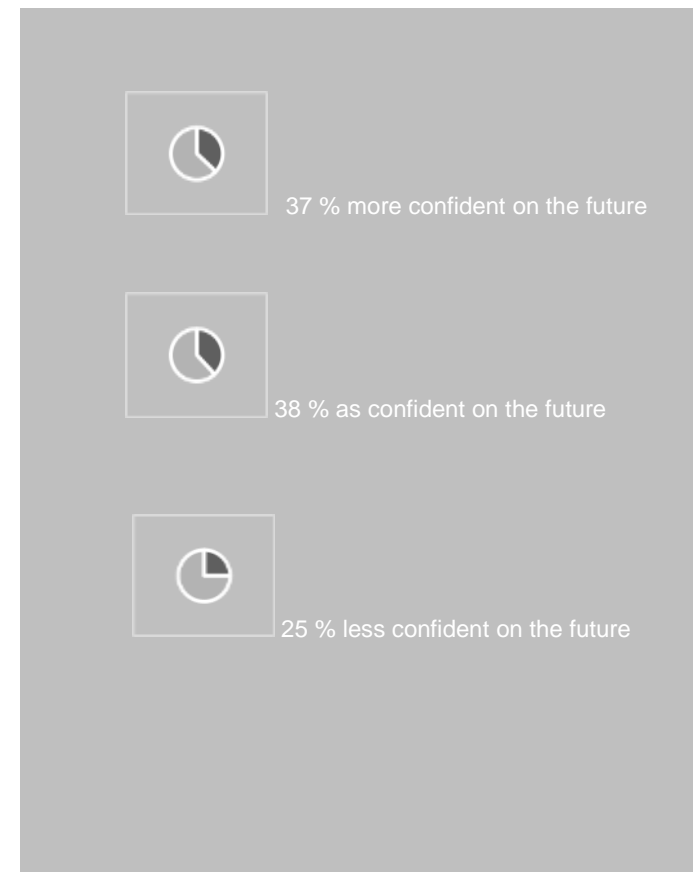 37 % more confident on the future
38 % as confident on the future
25 % less confident on the future